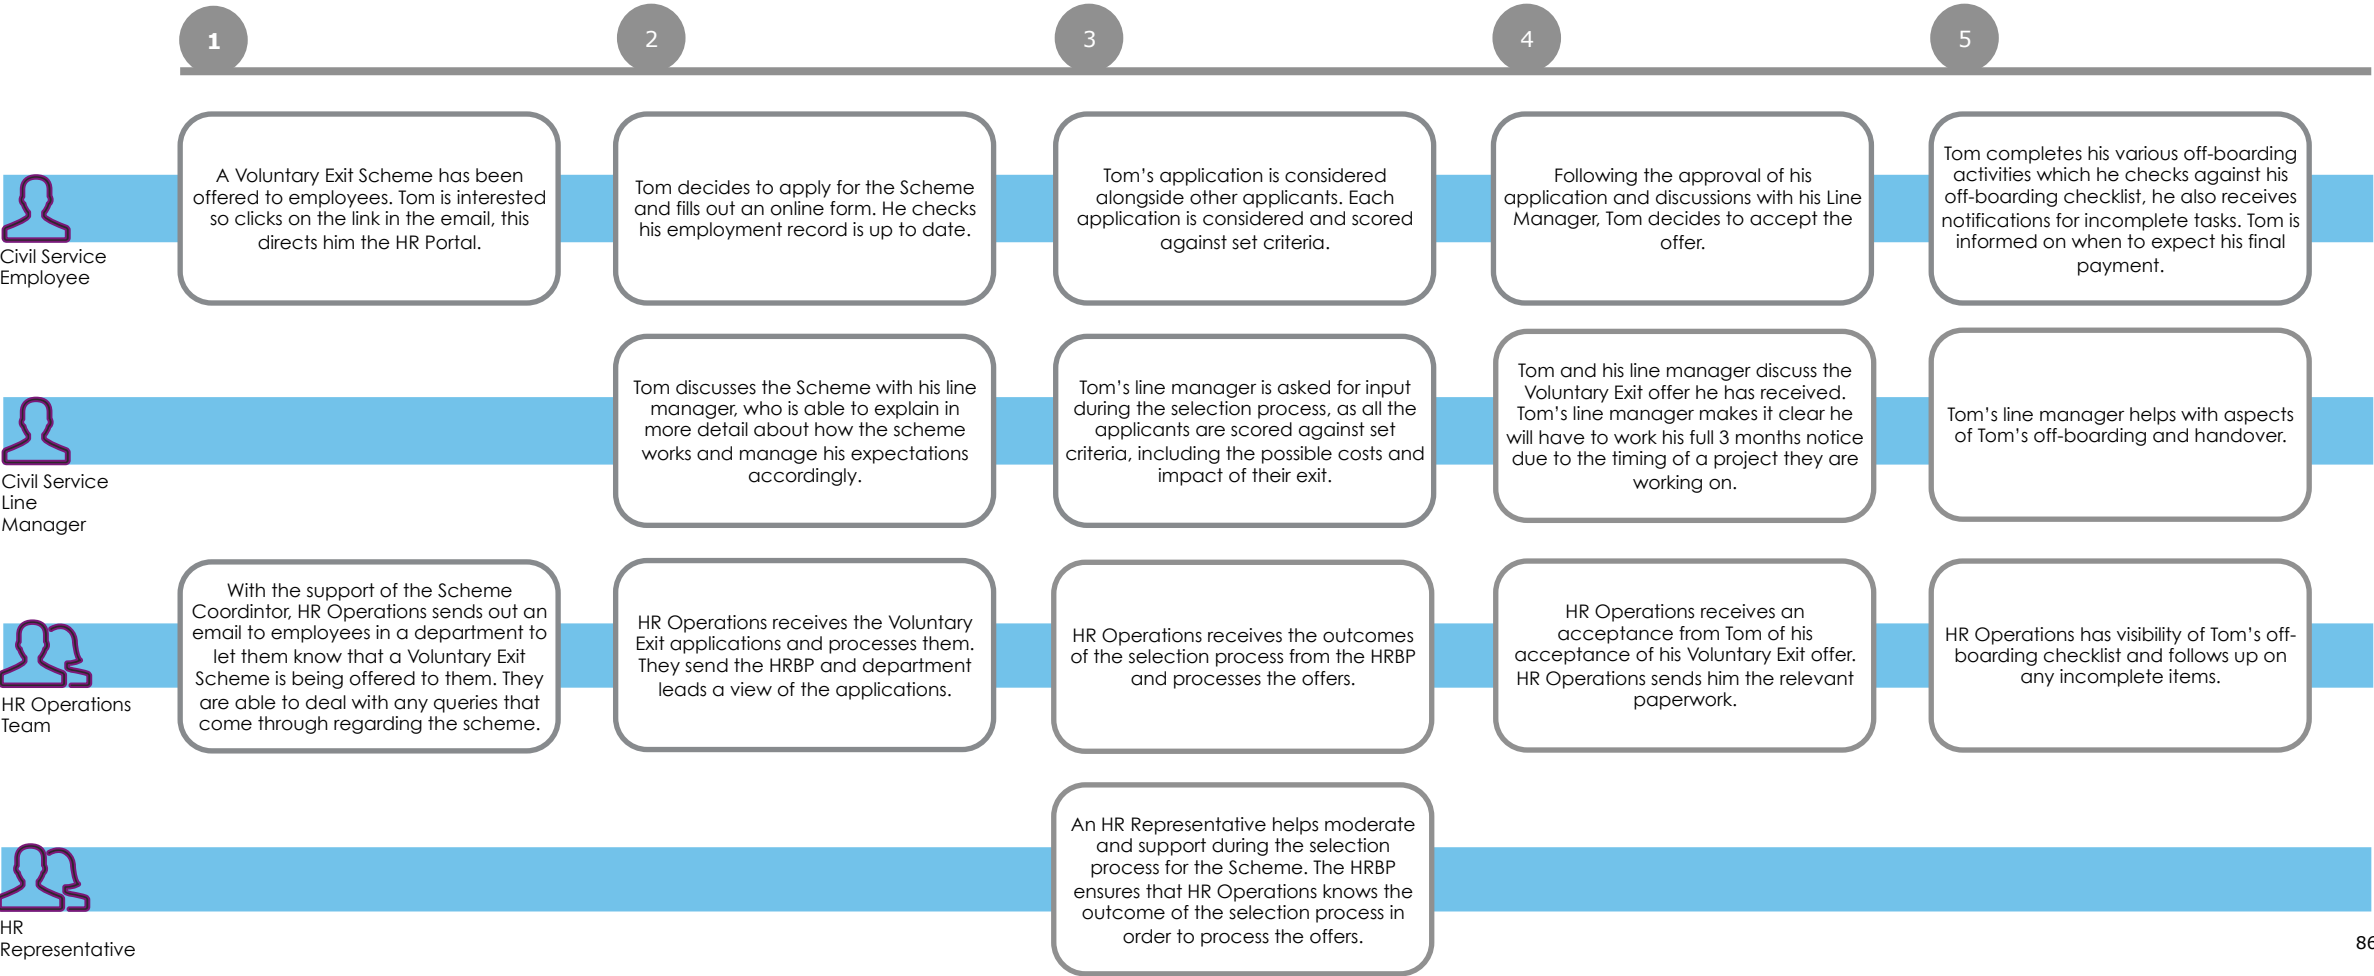 1
2
3
4
5
Civil Service
Employee
A Voluntary Exit Scheme has been
offered to employees. Tom is interested
so clicks on the link in the email, this
directs him the HR Portal.
Tom decides to apply for the Scheme
and fills out an online form. He checks
his employment record is up to date.
Tom’s application is considered
alongside other applicants. Each
application is considered and scored
against set criteria.
Following the approval of his
application and discussions with his Line
Manager, Tom decides to accept the
offer.
Tom completes his various off-boarding
activities which he checks against his
off-boarding checklist, he also receives
notifications for incomplete tasks. Tom is
informed on when to expect his final
payment.
Civil Service
Line
Manager
Tom discusses the Scheme with his line
manager, who is able to explain in
more detail about how the scheme
works and manage his expectations
accordingly.
Tom’s line manager is asked for input
during the selection process, as all the
applicants are scored against set
criteria, including the possible costs and
impact of their exit.
Tom and his line manager discuss the
Voluntary Exit offer he has received.
Tom’s line manager makes it clear he
will have to work his full 3 months notice
due to the timing of a project they are
working on.
Tom’s line manager helps with aspects
of Tom’s off-boarding and handover.
HR Operations
Team
With the support of the Scheme
Coordintor, HR Operations sends out an
email to employees in a department to
let them know that a Voluntary Exit
Scheme is being offered to them. They
are able to deal with any queries that
come through regarding the scheme.
HR Operations receives the Voluntary
Exit applications and processes them.
They send the HRBP and department
leads a view of the applications.
HR Operations receives the outcomes
of the selection process from the HRBP
and processes the offers.
HR Operations receives an
acceptance from Tom of his
acceptance of his Voluntary Exit offer.
HR Operations sends him the relevant
paperwork.
HR Operations has visibility of Tom’s off-
boarding checklist and follows up on
any incomplete items.
HR
Representative
An HR Representative helps moderate
and support during the selection
process for the Scheme. The HRBP
ensures that HR Operations knows the
outcome of the selection process in
order to process the offers.
86